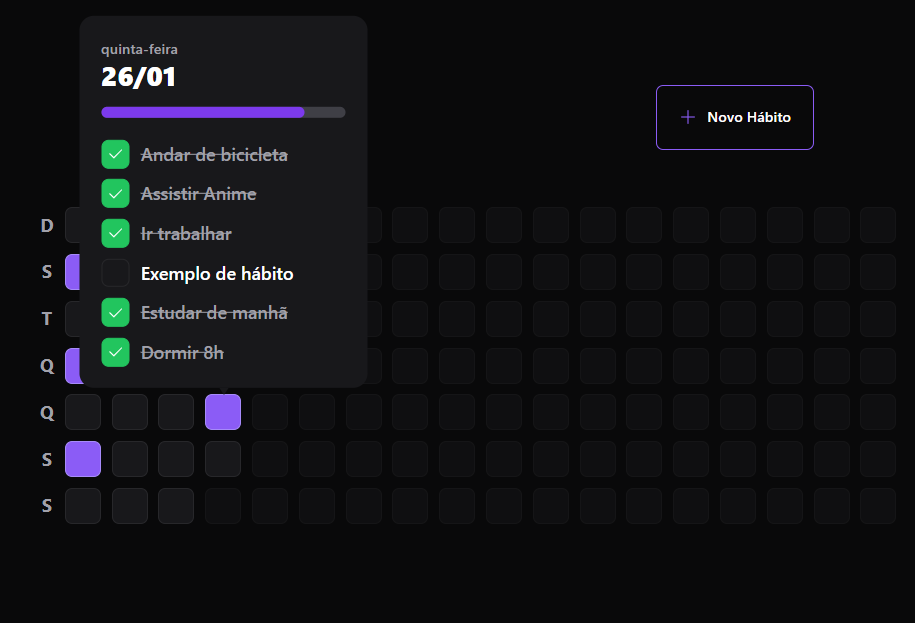 quinta-feira
26/01
Andar de bicicleta
Assistir Anime
Ir trabalhar
Exemplo de hábito
Estudar de manhã
Dormir 8h
+ Novo Hábito
D
S
T
Q
Q
S
S